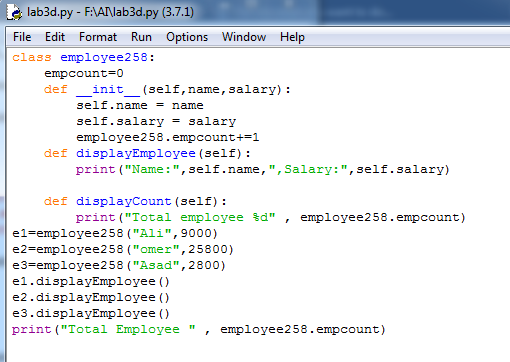 lab3d.py - F:\AI\lab3d.py (3.7.1)
File Edit Format Run Options Window Help
class employee258:
    empcount=0
    def __init__(self,name,salary):
        self.name = name
        self.salary = salary
        employee258.empcount+=1
    def displayEmployee(self):
        print("Name:",self.name,",Salary:",self.salary)

    def displayCount(self):
        print("Total employee %d" , employee258.empcount)
e1=employee258("Ali",9000)
e2=employee258("omer",25800)
e3=employee258("Asad",2800)
e1.displayEmployee()
e2.displayEmployee()
e3.displayEmployee()
print("Total Employee " , employee258.empcount)